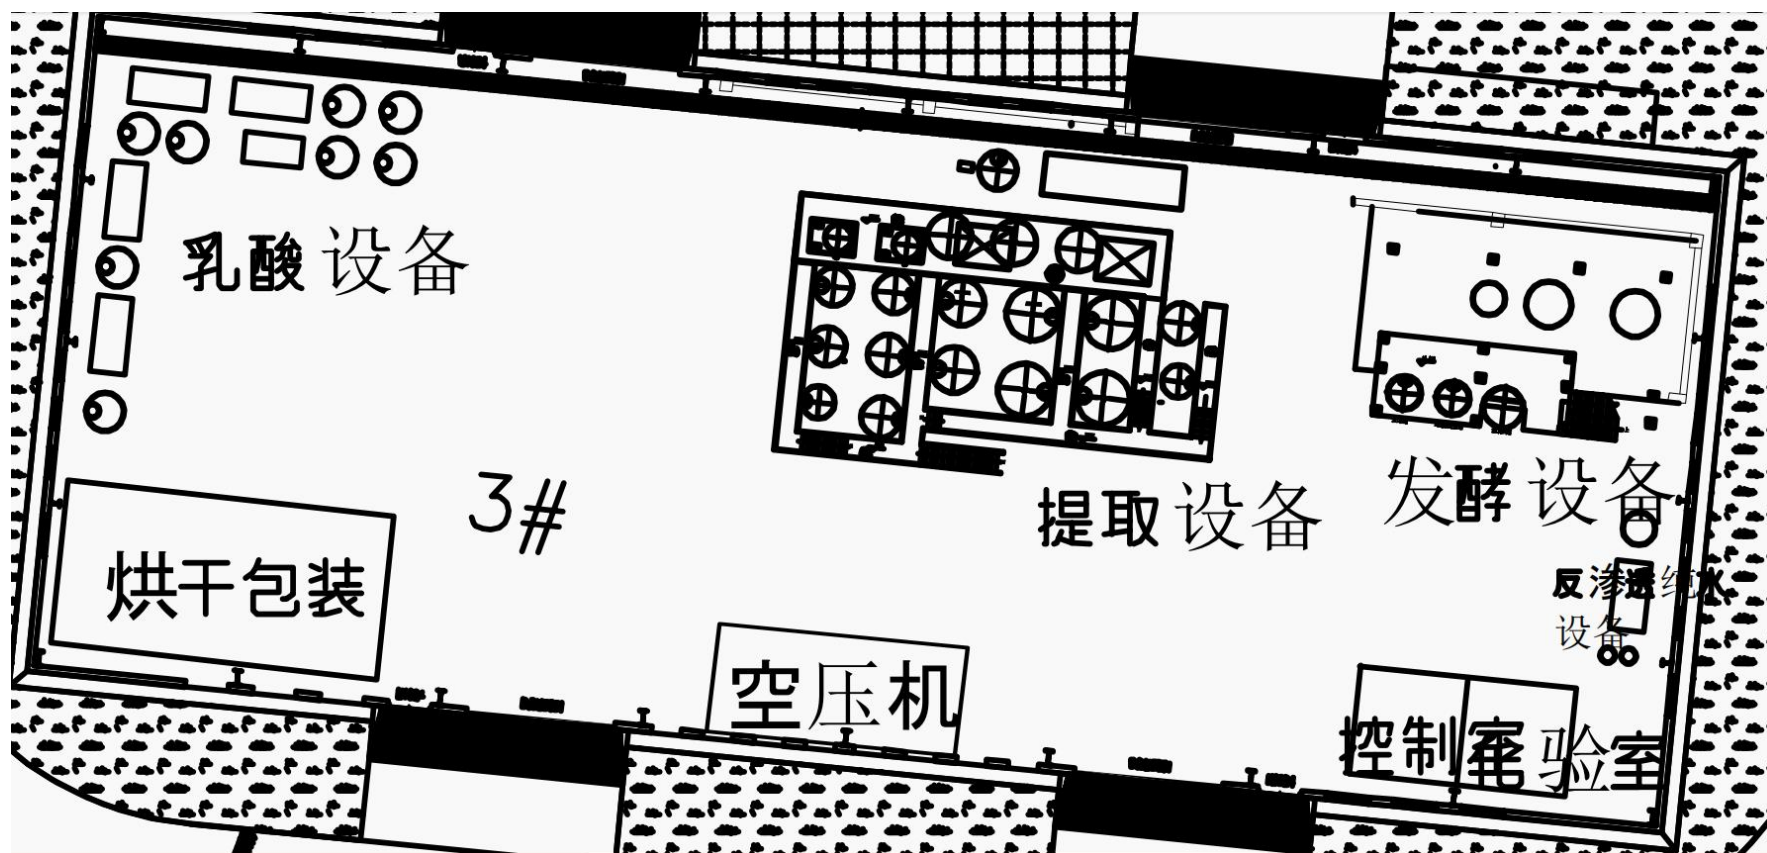 乳酸设备
3#
提取设备
发酵设备
烘干包装
反渗透纯水
设备
空压机
控制室
验室